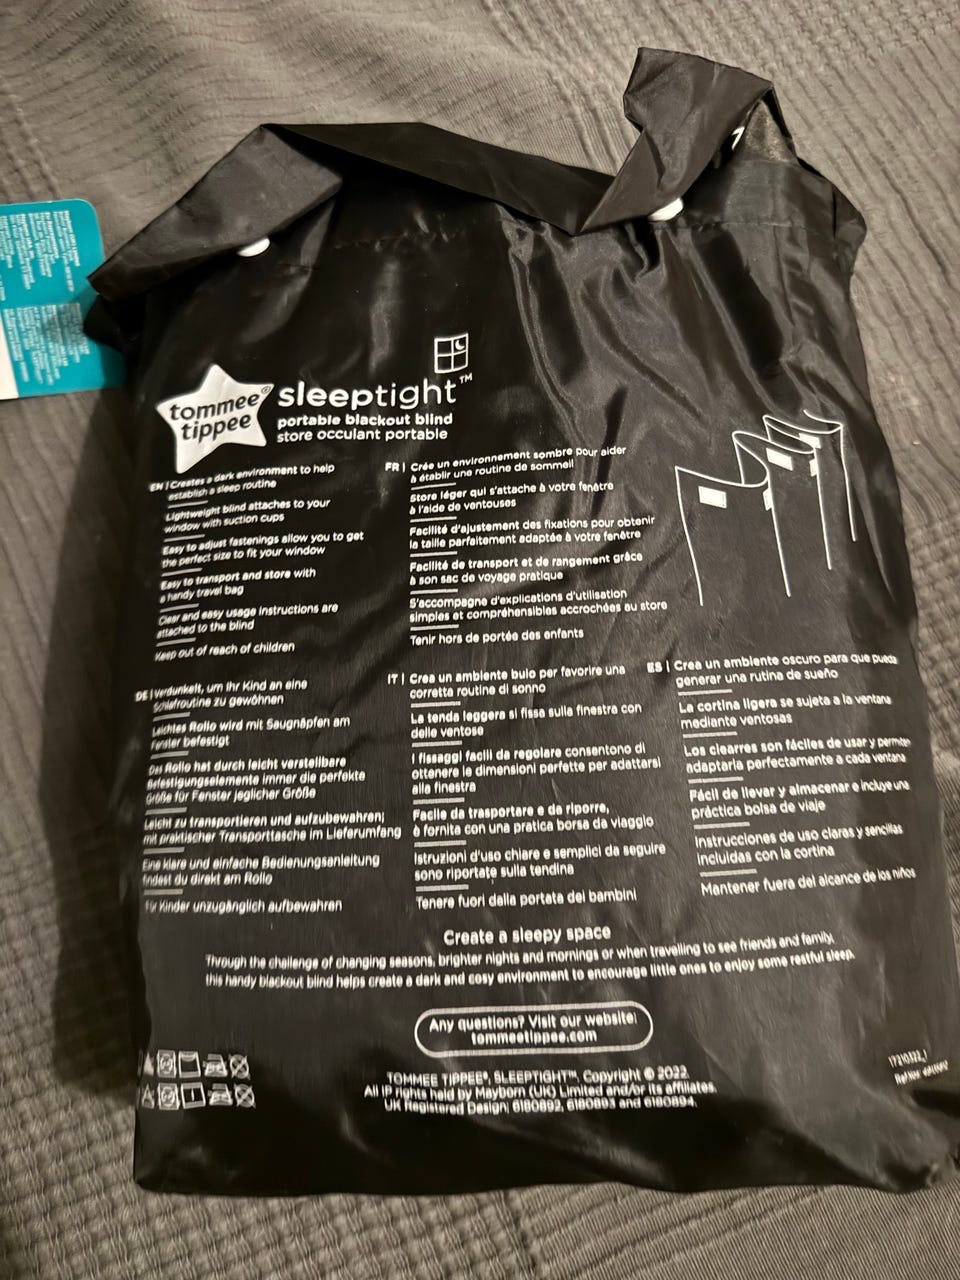 tommee®
tippee
sleeptight™
portable blackout blind
store occulant portable
EN | Creates a dark environment to help
establish a sleep routine
Lightweight blind attaches to your
window with suction cups
Easy to adjust fastenings allow you to get
the perfect size to fit your window
Easy to transport and store with
a handy travel bag
Clear and easy usage instructions are
attached to the blind
Keep out of reach of children
FR | Crée un environnement sombre pour aider
à établir une routine de sommeil
Store léger qui s'attache à votre fenêtre
à l'aide de ventouses
Facilité d'ajustement des fixations pour obtenir
la taille parfaitement adaptée à votre fenêtre
Facilité de transport et de rangement grâce
à son sac de voyage pratique
S'accompagne d'explications d'utilisation
simples et compréhensibles accrochées au store
Tenir hors de portée des enfants
DE | Verdunkelt, um Ihr Kind an eine
Schlafroutine zu gewöhnen
Leichtes Rollo wird mit Saugnäpfen am
Fenster befestigt
Das Rollo hat durch leicht verstellbare
Befestigungselemente immer die perfekte
Größe für Fenster jeglicher Größe
Leicht zu transportieren und aufzubewahren;
mit praktischer Transporttasche im Lieferumfang
Eine klare und einfache Bedienungsanleitung
findest du direkt am Rollo
Für Kinder unzugänglich aufbewahren
IT | Crea un ambiente buio per favorire una
corretta routine di sonno
La tenda leggera si fissa sulla finestra con
delle ventose
I fissaggi facili da regolare consentono di
ottenere le dimensioni perfette per adattarsi
alla finestra
Facile da trasportare e da riporre,
è fornita con una pratica borsa da viaggio
Istruzioni d'uso chiare e semplici da seguire
sono riportate sulla tendina
Tenere fuori dalla portata dei bambini
ES | Crea un ambiente oscuro para que pueda
generar una rutina de sueño
La cortina ligera se sujeta a la ventana
mediante ventosas
Los cierres son fáciles de usar y permiten
adaptarla perfectamente a cada ventana
Fácil de llevar y almacenar e incluye una
práctica bolsa de viaje
Instrucciones de uso claras y sencillas
incluidas con la cortina
Mantener fuera del alcance de los niños
Create a sleepy space
Through the challenge of changing seasons, brighter nights and mornings or when travelling to see friends and family,
this handy blackout blind helps create a dark and cosy environment to encourage little ones to enjoy some restful sleep.
Any questions? Visit our website:
tommeetippee.com
TOMMEE TIPPEE®, SLEEPTIGHT™, Copyright © 2022.
All IP rights held by Mayborn (UK) Limited and/or its affiliates.
UK Registered Design: 6180892, 6180893 and 6180894.